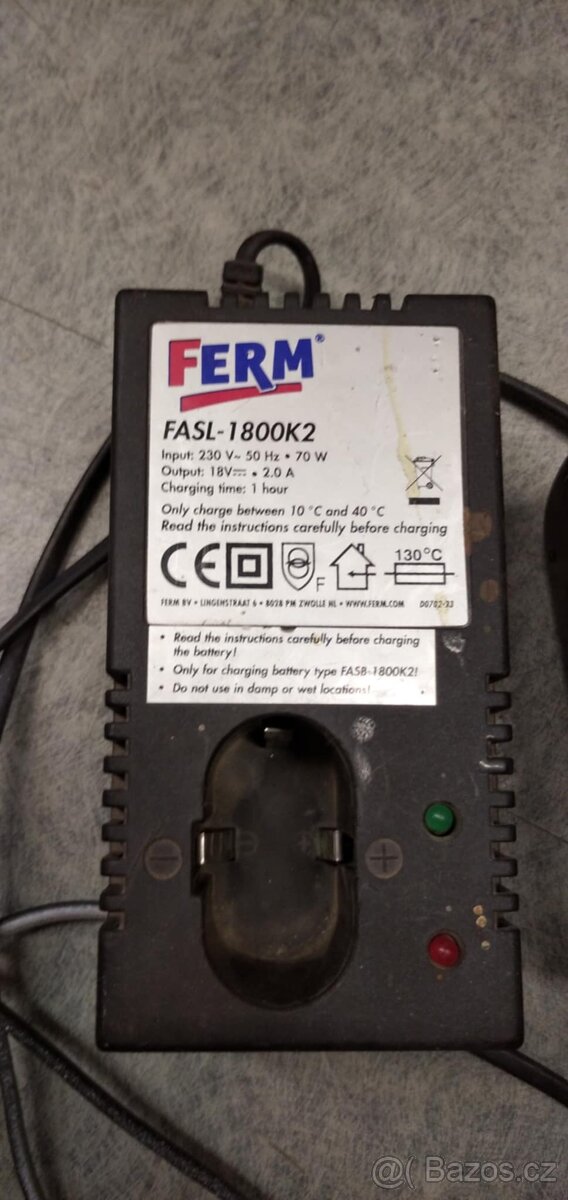 FERM®
FASL-1800K2
Input: 230 V~ 50 Hz • 70 W
Output: 18V⎓ • 2.0 A
Charging time: 1 hour
Only charge between 10 °C and 40 °C
Read the instructions carefully before charging
CE F 130°C
FERM BV • LINGENSTRAAT 6 • 8028 PM ZWOLLE NL • WWW.FERM.COM D0702-23
• Read the instructions carefully before charging
the battery!
• Only for charging battery type FASB-1800K2!
• Do not use in damp or wet locations!
− +
@( Bazos.cz